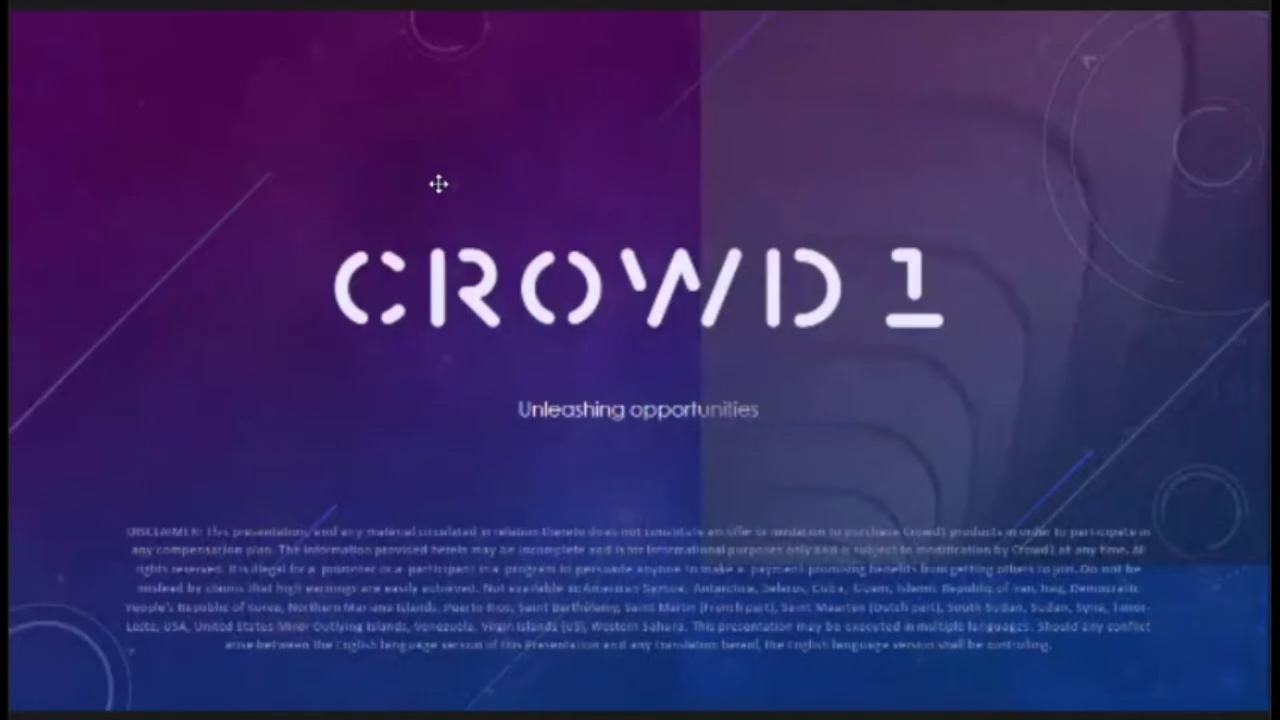 CROWD 1
Unleashing opportunities
DISCLAIMER: This presentation, and any material circulated in relation thereto does not constitute an offer or invitation to purchase Crowd1 products in order to participate in
any compensation plan. The information provided herein may be incomplete and is for informational purposes only and is subject to modification by Crowd1 at any time. All
rights reserved. It is illegal for a promoter or a participant in a program to persuade anyone to make a payment promising benefits from getting others to join. Do not be
mislead by claims that high earnings are easily achieved. Not available in American Samoa, Antarctica, Belarus, Cuba, Guam, Islamic Republic of Iran, Iraq, Democratic
People's Republic of Korea, Northern Mariana Islands, Puerto Rico, Saint Barthélemy, Saint Martin (French part), Saint Maarten (Dutch part), South Sudan, Sudan, Syria, Timor-
Leste, USA, United States Minor Outlying Islands, Venezuela, Virgin Islands (US), Western Sahara. This presentation may be executed in multiple languages. Should any conflict
arise between the English language version of this Presentation and any translation hereof, the English language version shall be controlling.